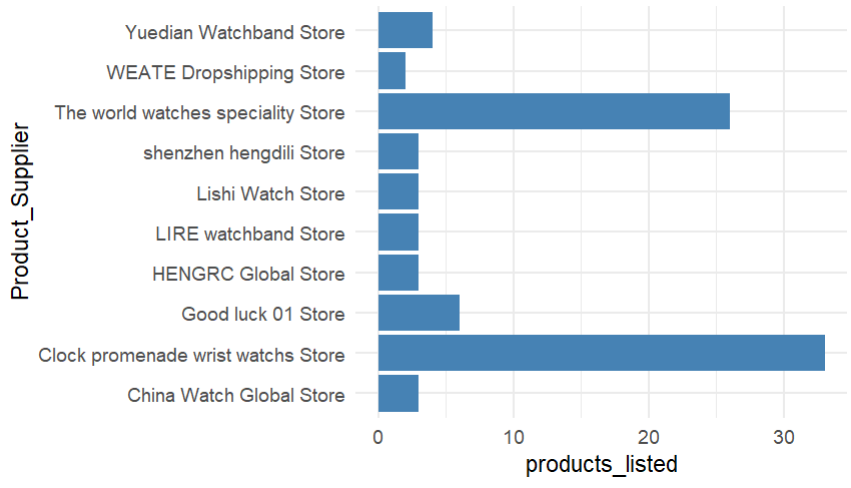 Yuedian Watchband Store
WEATE Dropshipping Store
The world watches speciality Store
shenzhen hengdili Store
Lishi Watch Store
LIRE watchband Store
HENGRC Global Store
Good luck 01 Store
Clock promenade wrist watchs Store
China Watch Global Store
Product_Supplier
0 10 20 30
products_listed